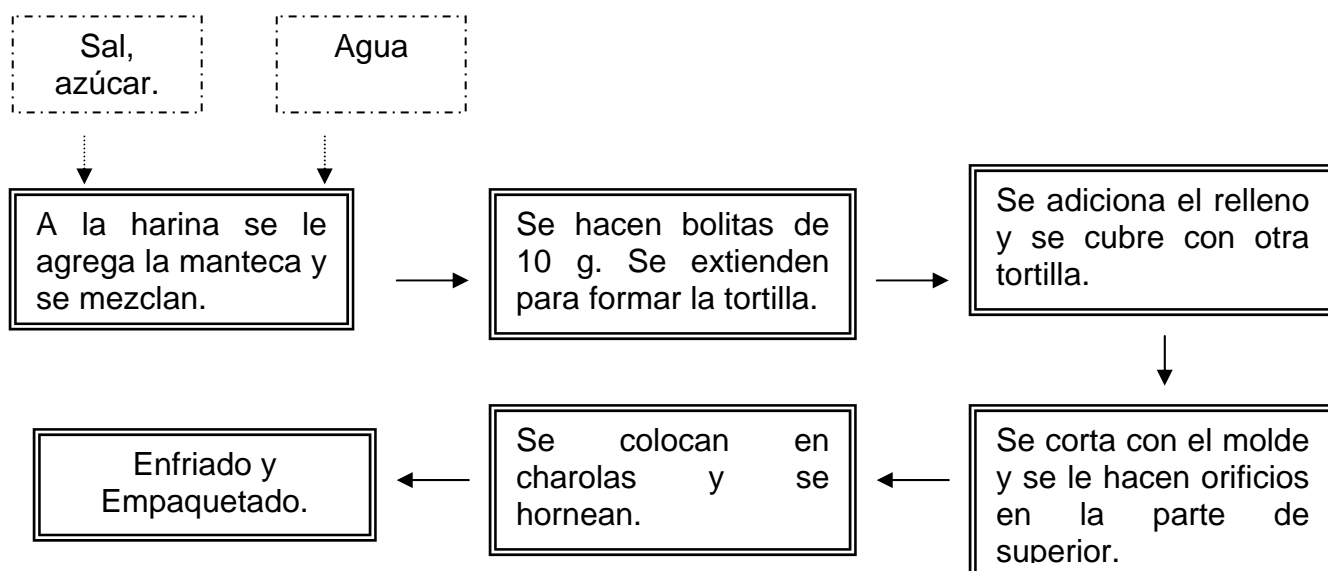 Sal,
azúcar.
Agua
A la harina se le
agrega la manteca y
se mezclan.
Se hacen bolitas de
10 g. Se extienden
para formar la tortilla.
Se adiciona el relleno
y se cubre con otra
tortilla.
Se corta con el molde
y se le hacen orificios
en la parte de
superior.
Se colocan en
charolas y se
hornean.
Enfriado y
Empaquetado.